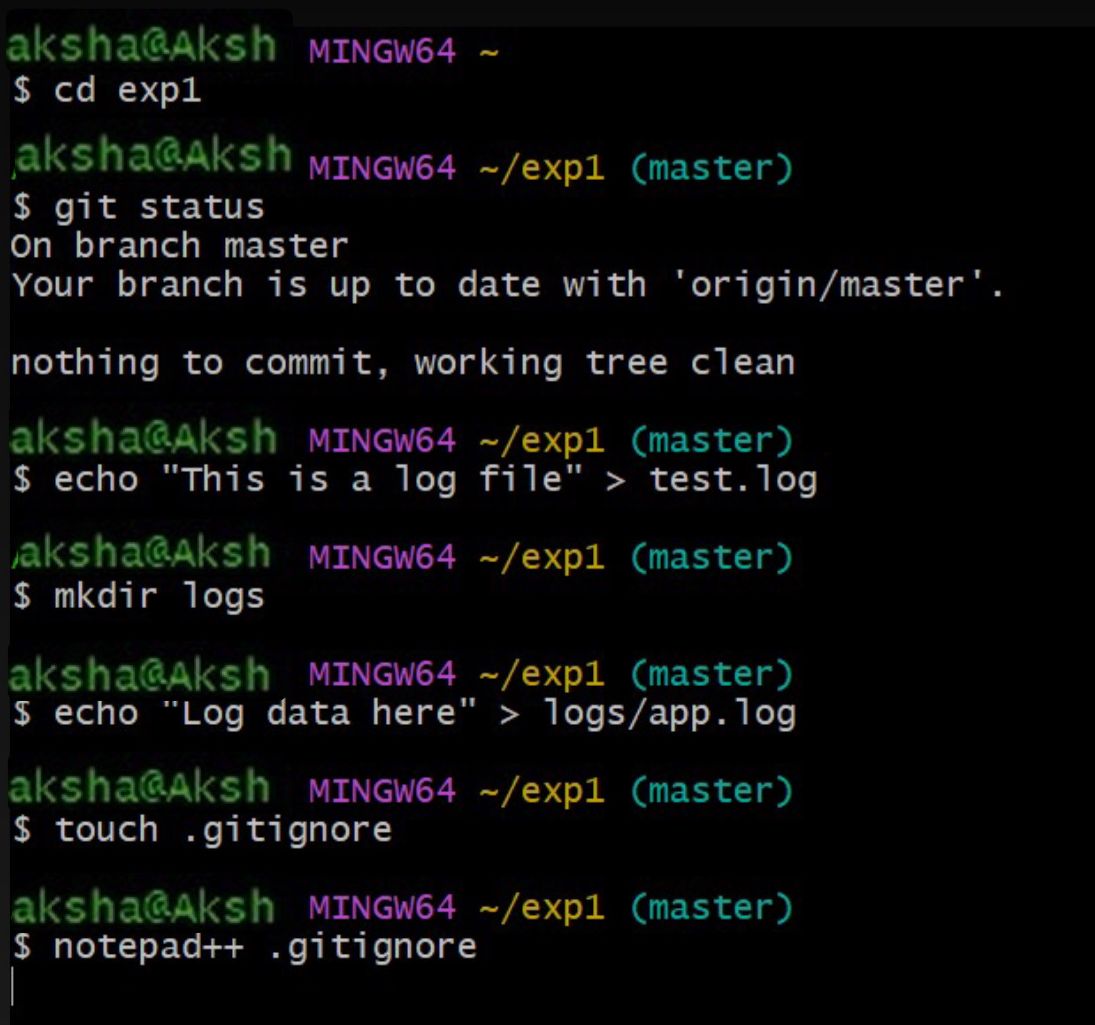 aksha@Aksh MINGW64 ~
$ cd exp1
aksha@Aksh MINGW64 ~/exp1 (master)
$ git status
On branch master
Your branch is up to date with 'origin/master'.
nothing to commit, working tree clean
aksha@Aksh MINGW64 ~/exp1 (master)
$ echo "This is a log file" > test.log
aksha@Aksh MINGW64 ~/exp1 (master)
$ mkdir logs
aksha@Aksh MINGW64 ~/exp1 (master)
$ echo "Log data here" > logs/app.log
aksha@Aksh MINGW64 ~/exp1 (master)
$ touch .gitignore
aksha@Aksh MINGW64 ~/exp1 (master)
$ notepad++ .gitignore